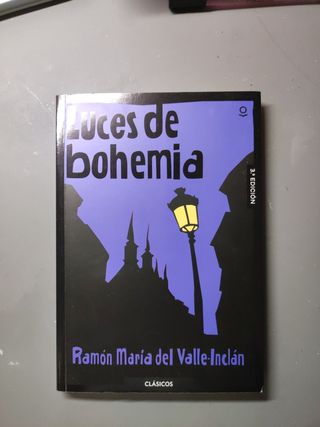 Luces de
bohemia
3.ª EDICIÓN
Ramón María del Valle-Inclán
CLÁSICOS